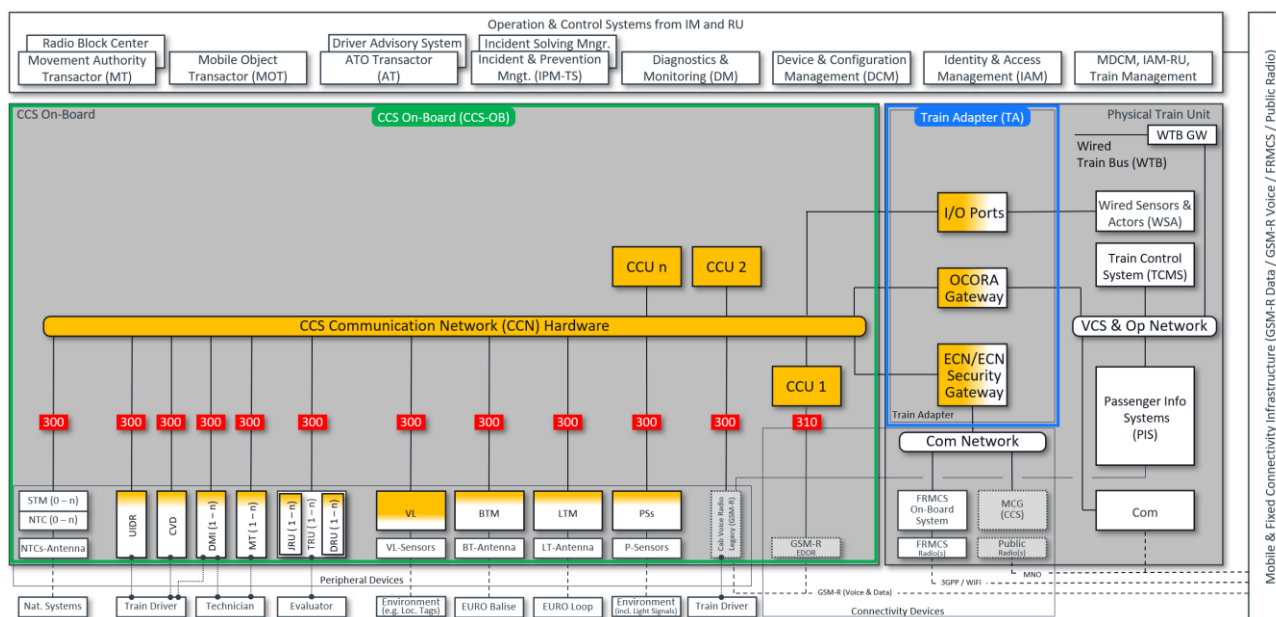 Operation & Control Systems from IM and RU
Radio Block Center
Movement Authority
Transactor (MT)
Mobile Object
Transactor (MOT)
Driver Advisory System
ATO Transactor
(AT)
Incident Solving Mngr.
Incident & Prevention
Mngt. (IPM-TS)
Diagnostics &
Monitoring (DM)
Device & Configuration
Management (DCM)
Identity & Access
Management (IAM)
MDCM, IAM-RU,
Train Management
Mobile & Fixed Connectivity Infrastructure (GSM-R Data / GSM-R Voice / FRMCS / Public Radio)
CCS On-Board
CCS On-Board (CCS-OB)
Train Adapter (TA)
Physical Train Unit
WTB GW
Wired
Train Bus (WTB)
I/O Ports
Wired Sensors &
Actors (WSA)
CCU n
CCU 2
Train Control
System (TCMS)
OCORA
Gateway
CCS Communication Network (CCN) Hardware
VCS & Op Network
ECN/ECN
Security
Gateway
CCU 1
Passenger Info
Systems
(PIS)
Train Adapter
300
300
300
300
300
300
300
300
300
300
300
310
Com Network
STM (0 – n)
NTC (0 – n)
NTCs-Antenna
UIDR
CVD
DMI (1 – n)
MT (1 – n)
JRU (1 – n)
TRU (1 – n)
DRU (1 – n)
VL
VL-Sensors
BTM
BT-Antenna
LTM
LT-Antenna
PSs
P-Sensors
Cab Voice Radio
Legacy (GSM-R)
GSM-R
EDOR
FRMCS
On-Board
System
FRMCS
Radio(s)
MCG
(CCS)
Public
Radio(s)
Com
Peripheral Devices
MNO
3GPP / WiFi
GSM-R (Voice & Data)
Nat. Systems
Train Driver
Technician
Evaluator
Environment
(e.g. Loc. Tags)
EURO Balise
EURO Loop
Environment
(Incl. Light Signals)
Train Driver
Connectivity Devices